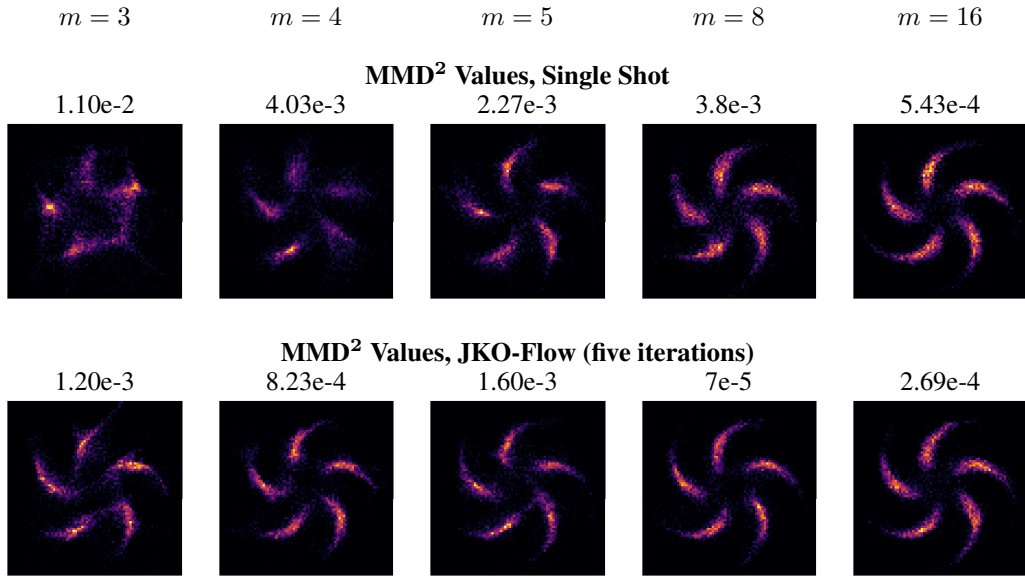 m = 3 m = 4 m = 5 m = 8 m = 16
MMD² Values, Single Shot
1.10e-2 4.03e-3 2.27e-3 3.8e-3 5.43e-4
MMD² Values, JKO-Flow (five iterations)
1.20e-3 8.23e-4 1.60e-3 7e-5 2.69e-4